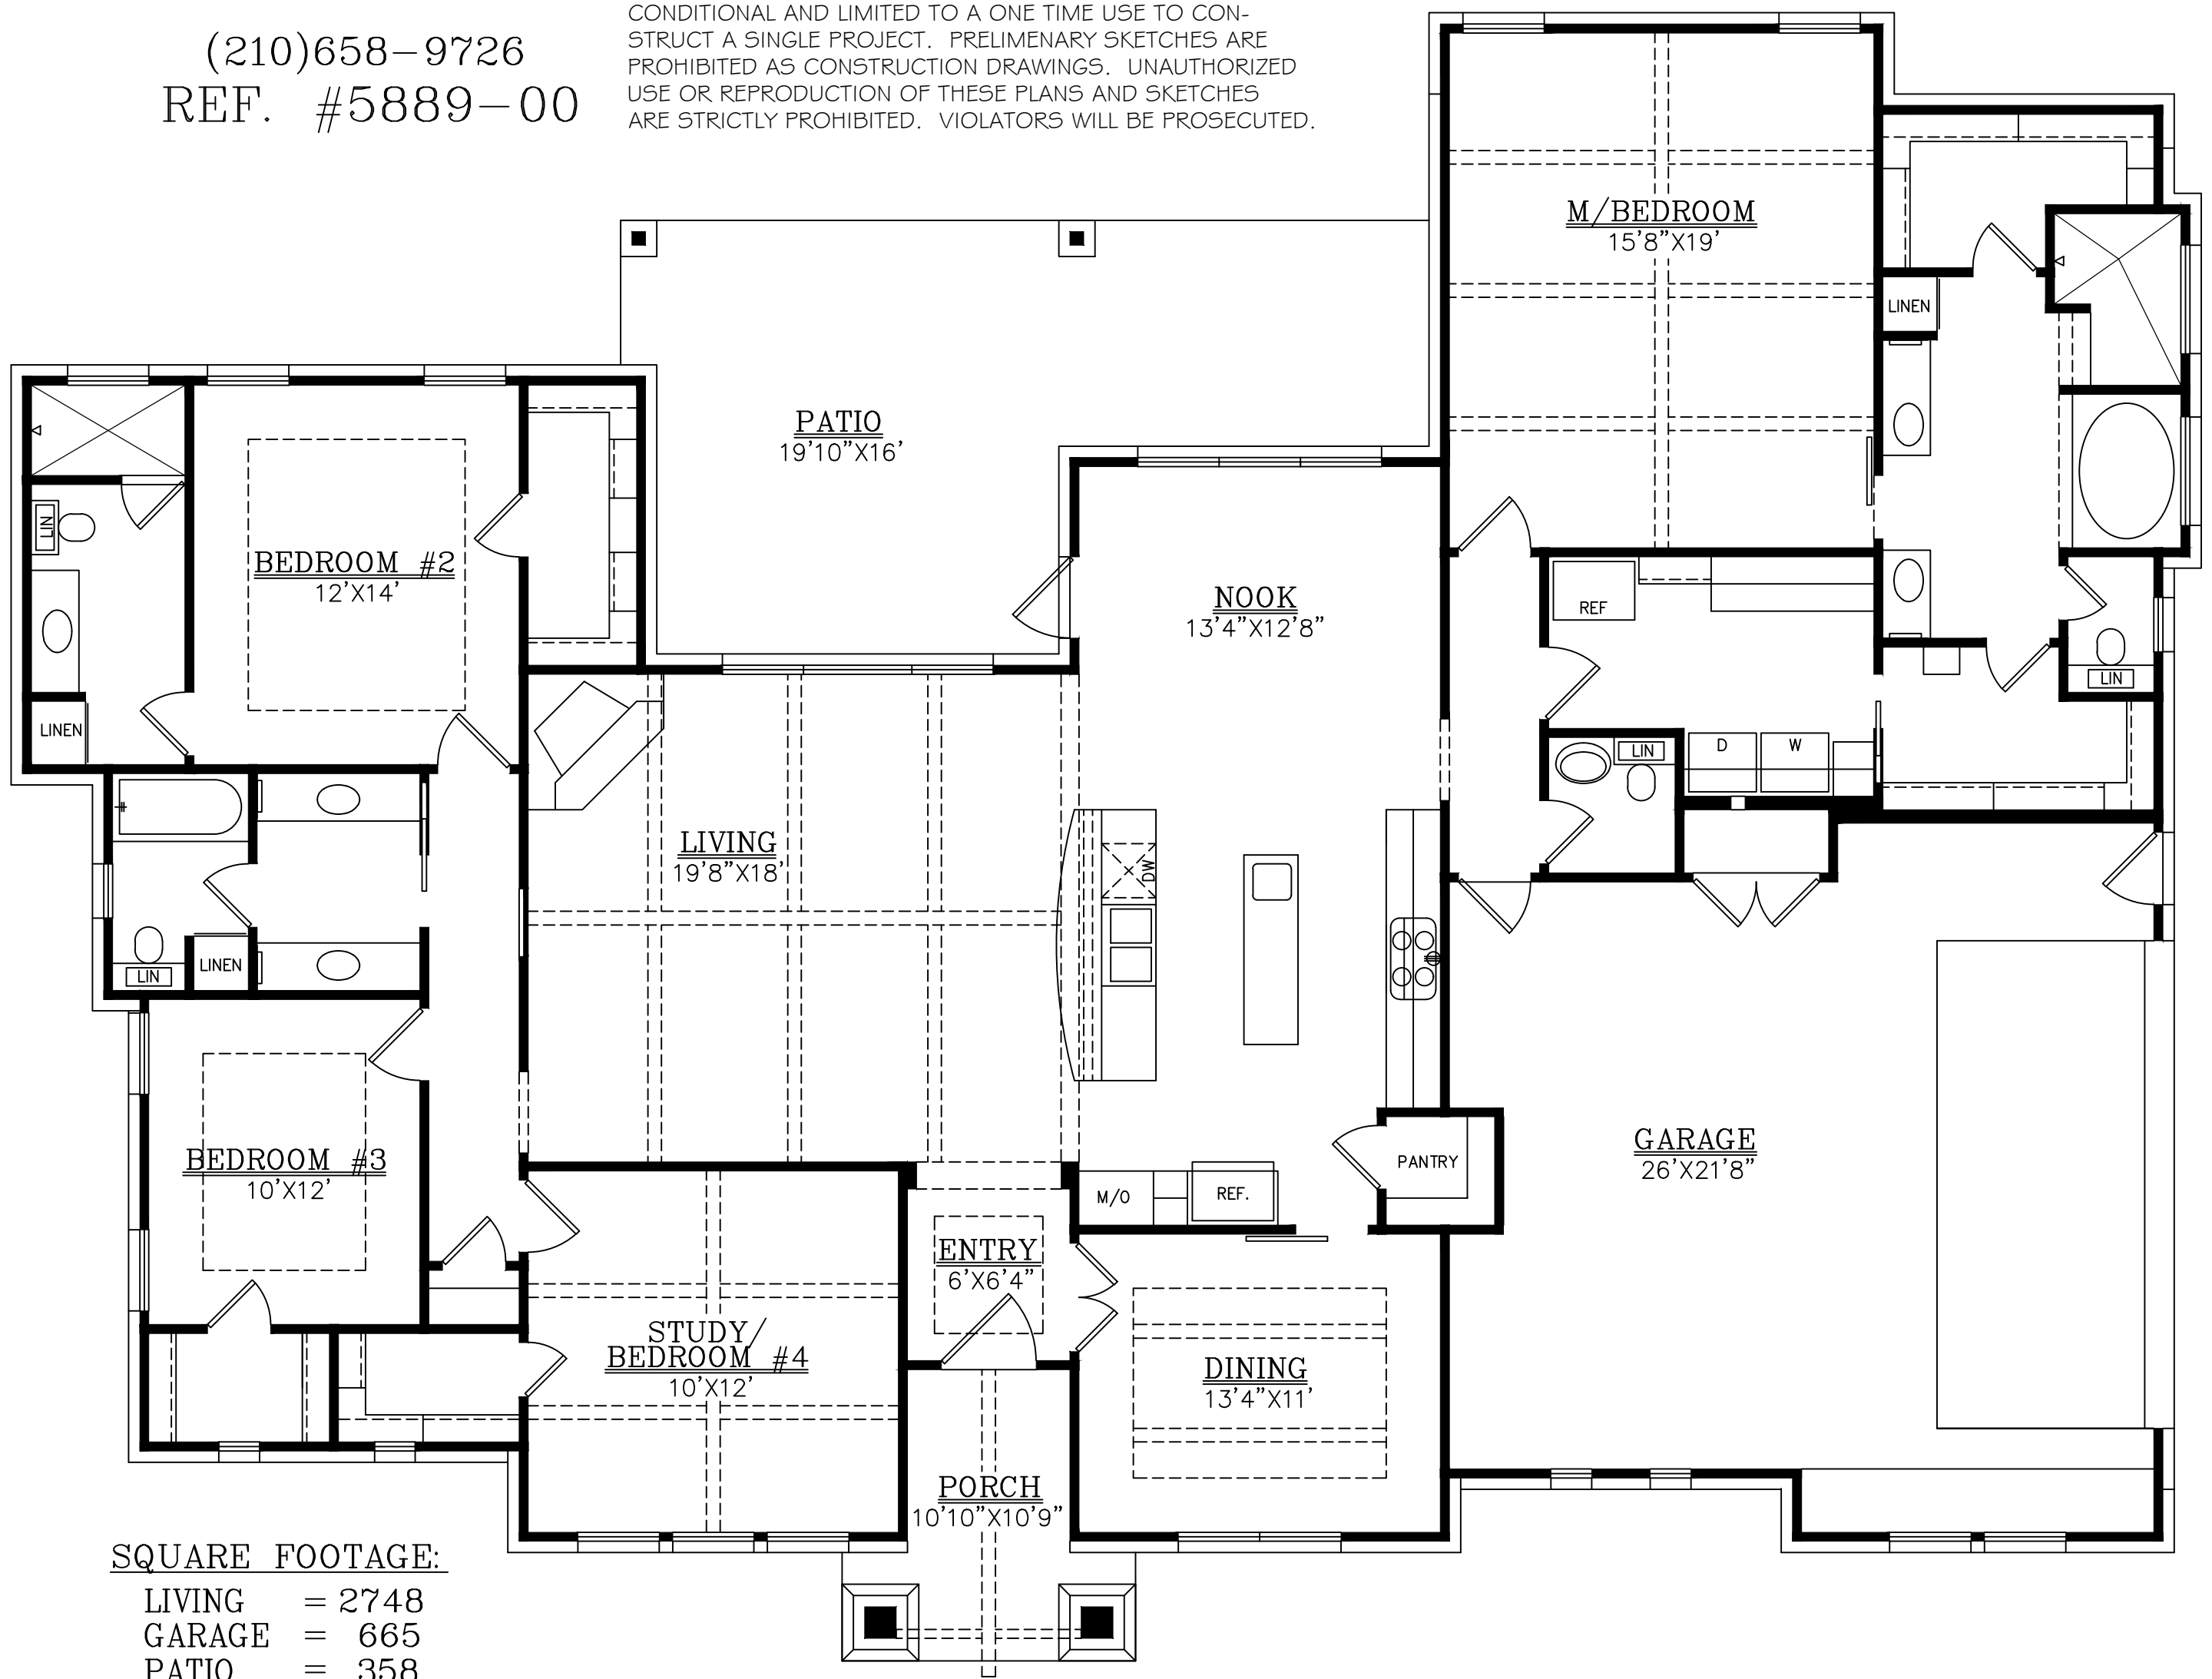 (210)658-9726
REF. #5889-00
CONDITIONAL AND LIMITED TO A ONE TIME USE TO CON-
STRUCT A SINGLE PROJECT. PRELIMENARY SKETCHES ARE
PROHIBITED AS CONSTRUCTION DRAWINGS. UNAUTHORIZED
USE OR REPRODUCTION OF THESE PLANS AND SKETCHES
ARE STRICTLY PROHIBITED. VIOLATORS WILL BE PROSECUTED.
M/BEDROOM
15'8"X19'
LINEN
PATIO
19'10"X16'
LIN
BEDROOM #2
12'X14'
NOOK
13'4"X12'8"
REF
LIN
LINEN
LIN
D
W
LIVING
19'8"X18'
DW
LIN
LINEN
BEDROOM #3
10'X12'
GARAGE
26'X21'8"
PANTRY
M/O
REF.
ENTRY
6'X6'4"
STUDY/
BEDROOM #4
10'X12'
DINING
13'4"X11'
PORCH
10'10"X10'9"
SQUARE FOOTAGE:
LIVING = 2748
GARAGE = 665
PATIO = 358